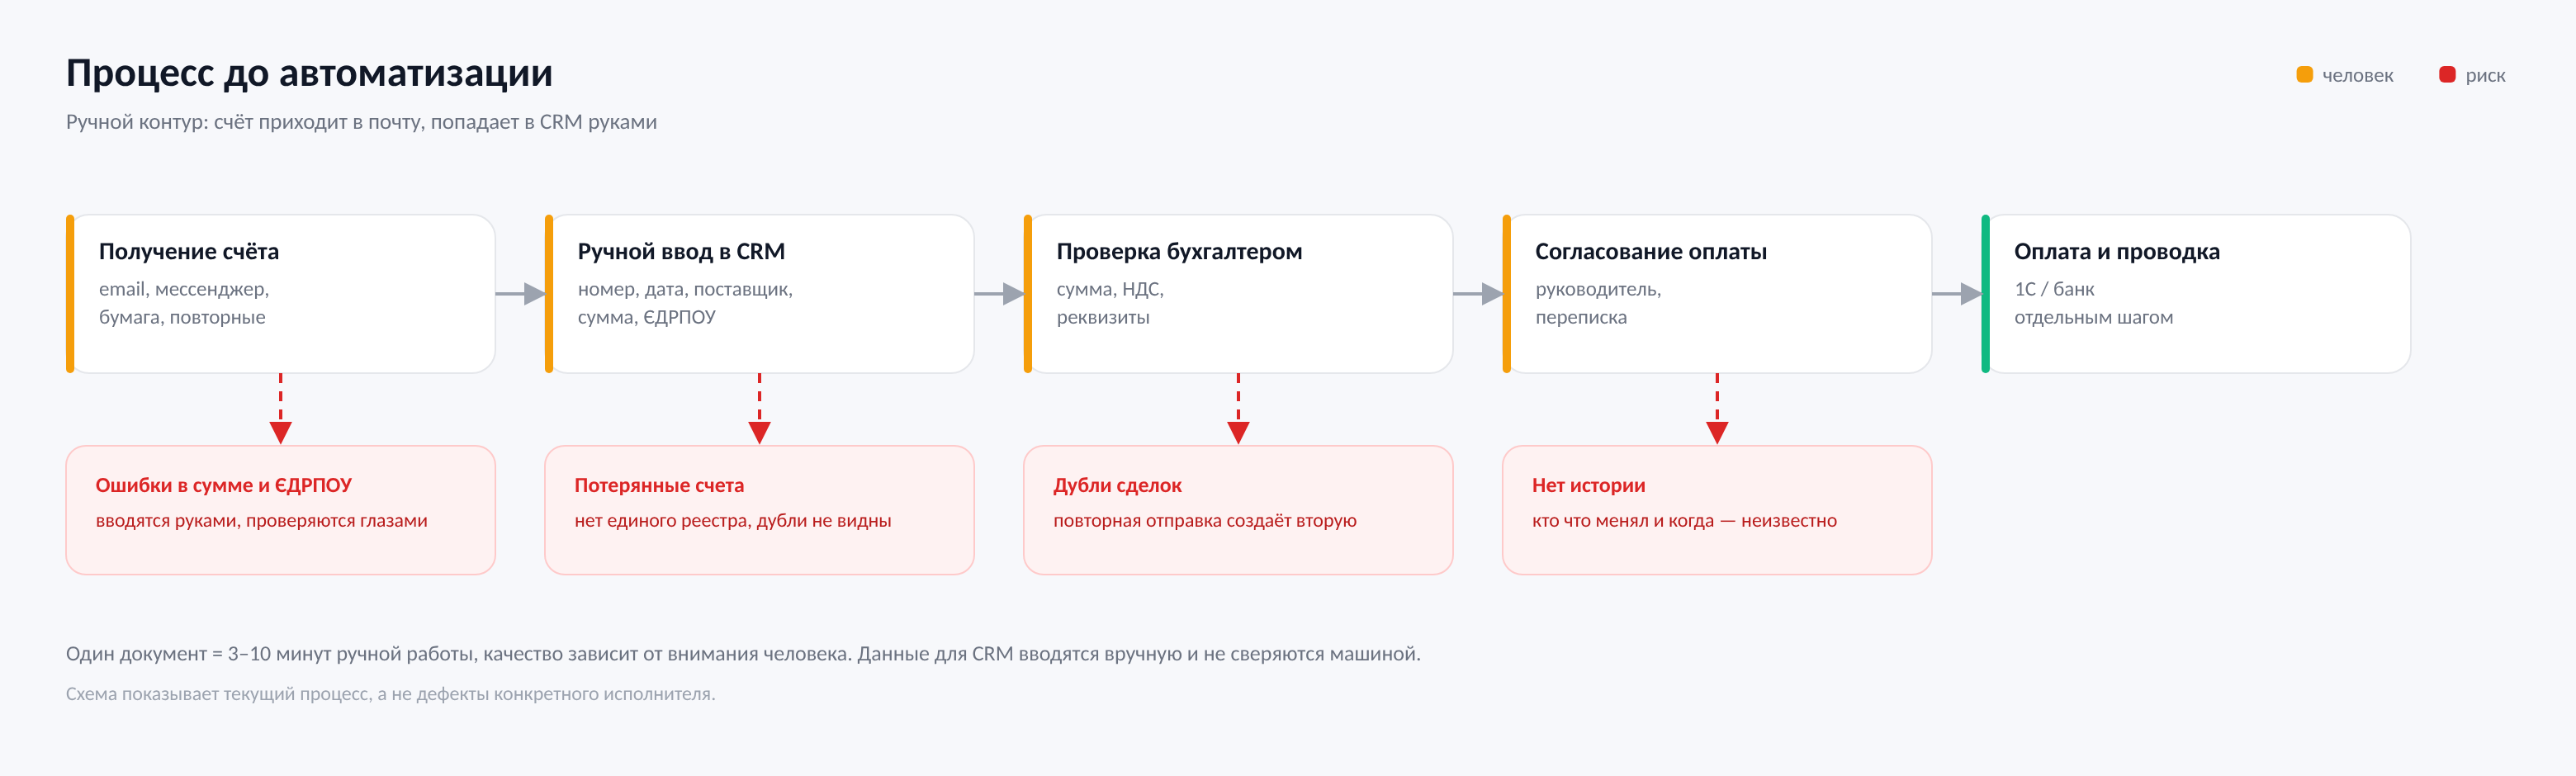 Процесс до автоматизации
человек
риск
Ручной контур: счёт приходит в почту, попадает в CRM руками
Получение счёта
email, мессенджер,
бумага, повторные
Ручной ввод в CRM
номер, дата, поставщик,
сумма, ЄДРПОУ
Проверка бухгалтером
сумма, НДС,
реквизиты
Согласование оплаты
руководитель,
переписка
Оплата и проводка
1С / банк
отдельным шагом
Ошибки в сумме и ЄДРПОУ
вводятся руками, проверяются глазами
Потерянные счета
нет единого реестра, дубли не видны
Дубли сделок
повторная отправка создаёт вторую
Нет истории
кто что менял и когда — неизвестно
Один документ = 3–10 минут ручной работы, качество зависит от внимания человека. Данные для CRM вводятся вручную и не сверяются машиной.
Схема показывает текущий процесс, а не дефекты конкретного исполнителя.